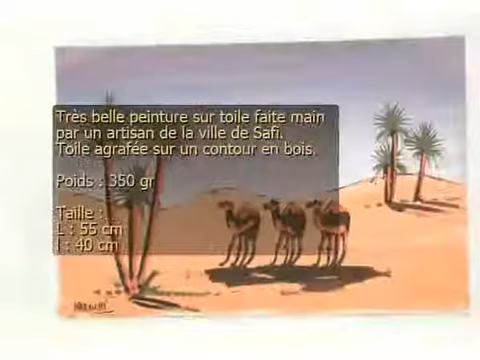 Très belle peinture sur toile faite main
par un artisan de la ville de Safi.
Toile agrafée sur un contour en bois.
Poids : 350 gr
Taille :
L : 55 cm
l : 40 cm